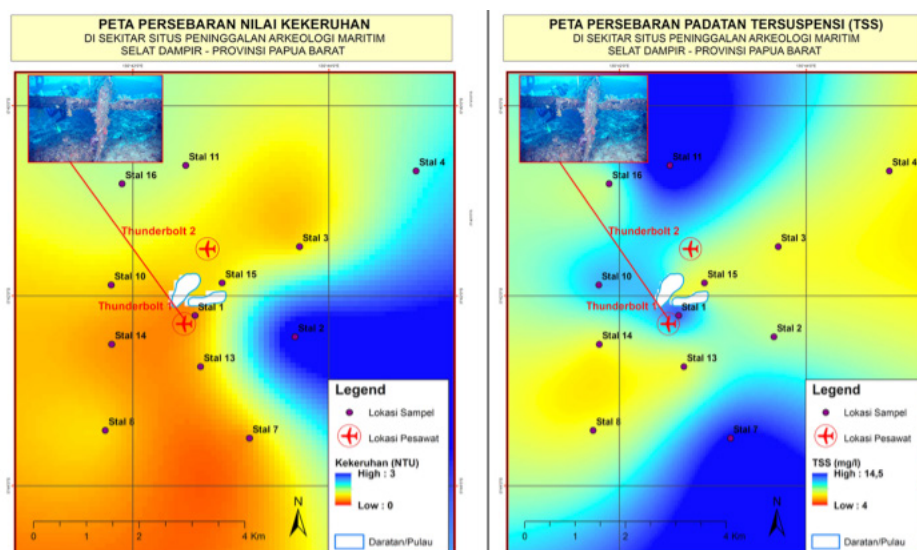 PETA PERSEBARAN NILAI KEKERUHAN
DI SEKITAR SITUS PENINGGALAN ARKEOLOGI MARITIM
SELAT DAMPIR - PROVINSI PAPUA BARAT
Stal 11
Stal 4
Stal 16
Thunderbolt 2
Stal 3
Stal 10
Stal 15
Thunderbolt 1
Stal 1
Stal 2
Stal 14
Stal 13
Stal 8
Stal 7
Legend
Lokasi Sampel
Lokasi Pesawat
Kekeruhan (NTU)
High : 3
Low : 0
Daratan/Pulau
N
0
2
4 Km
PETA PERSEBARAN PADATAN TERSUSPENSI (TSS)
DI SEKITAR SITUS PENINGGALAN ARKEOLOGI MARITIM
SELAT DAMPIR - PROVINSI PAPUA BARAT
Stal 11
Stal 4
Stal 16
Thunderbolt 2
Stal 3
Stal 10
Stal 15
Thunderbolt 1
Stal 1
Stal 2
Stal 14
Stal 13
Stal 8
Stal 7
Legend
Lokasi Sampel
Lokasi Pesawat
TSS (mg/l)
High : 14,5
Low : 4
Daratan/Pulau
N
0
2
4 Km